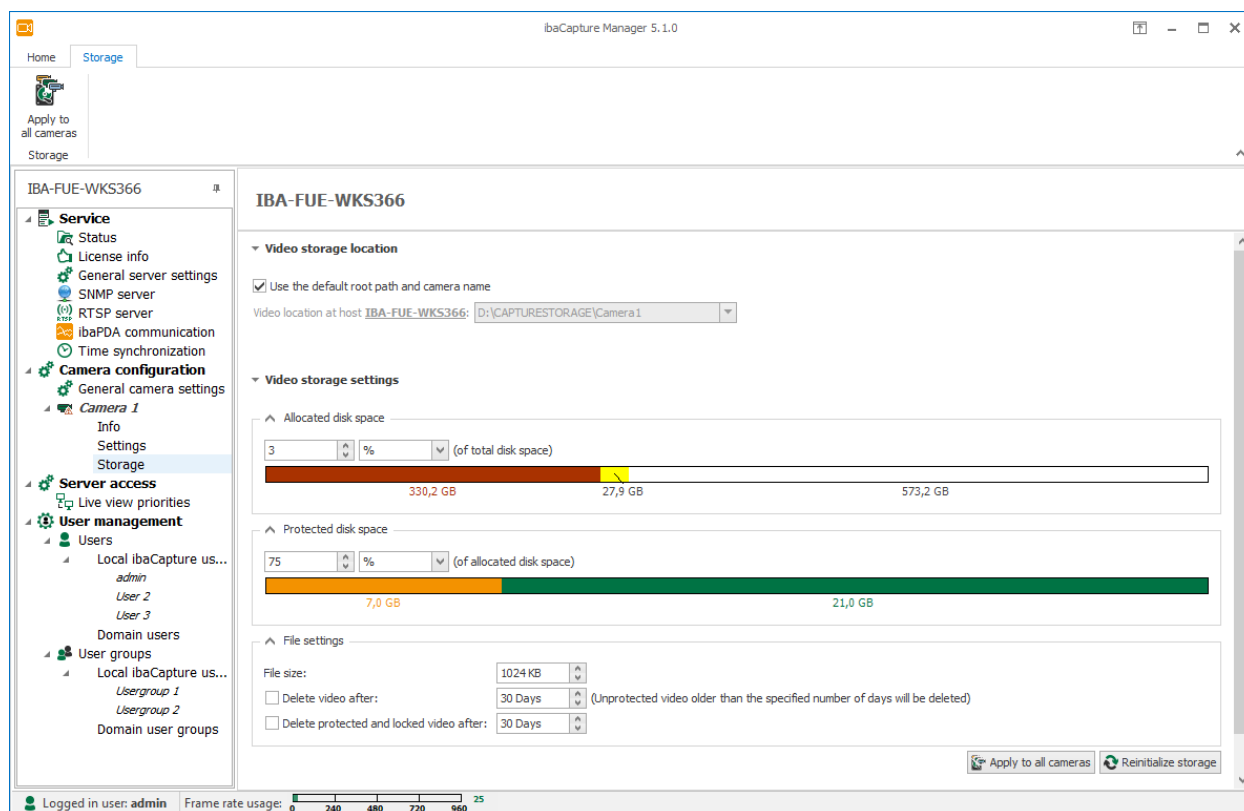 ibaCapture Manager 5.1.0
Home Storage
Apply to
all cameras
Storage
IBA-FUE-WKS366
Service
Status
License info
General server settings
SNMP server
RTSP
RTSP server
ibaPDA communication
Time synchronization
Camera configuration
General camera settings
Camera 1
Info
Settings
Storage
Server access
Live view priorities
User management
Users
Local ibaCapture us...
admin
User 2
User 3
Domain users
User groups
Local ibaCapture us...
Usergroup 1
Usergroup 2
Domain user groups
IBA-FUE-WKS366
Video storage location
Use the default root path and camera name
Video location at host IBA-FUE-WKS366: D:\CAPTURESTORAGE\Camera1
Video storage settings
Allocated disk space
3 % (of total disk space)
330,2 GB 27,9 GB 573,2 GB
Protected disk space
75 % (of allocated disk space)
7,0 GB 21,0 GB
File settings
File size: 1024 KB
Delete video after: 30 Days (Unprotected video older than the specified number of days will be deleted)
Delete protected and locked video after: 30 Days
Apply to all cameras Reinitialize storage
Logged in user: admin Frame rate usage: 0 240 480 720 960 25